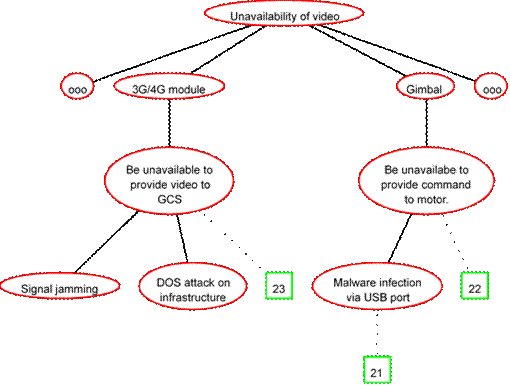 Unavailability of video
ooo
3G/4G module
Gimbal
ooo
Be unavailable to
provide video to
GCS
Be unavailabe to
provide command
to motor.
Signal jamming
DOS attack on
infrastructure
23
Malware infection
via USB port
22
21